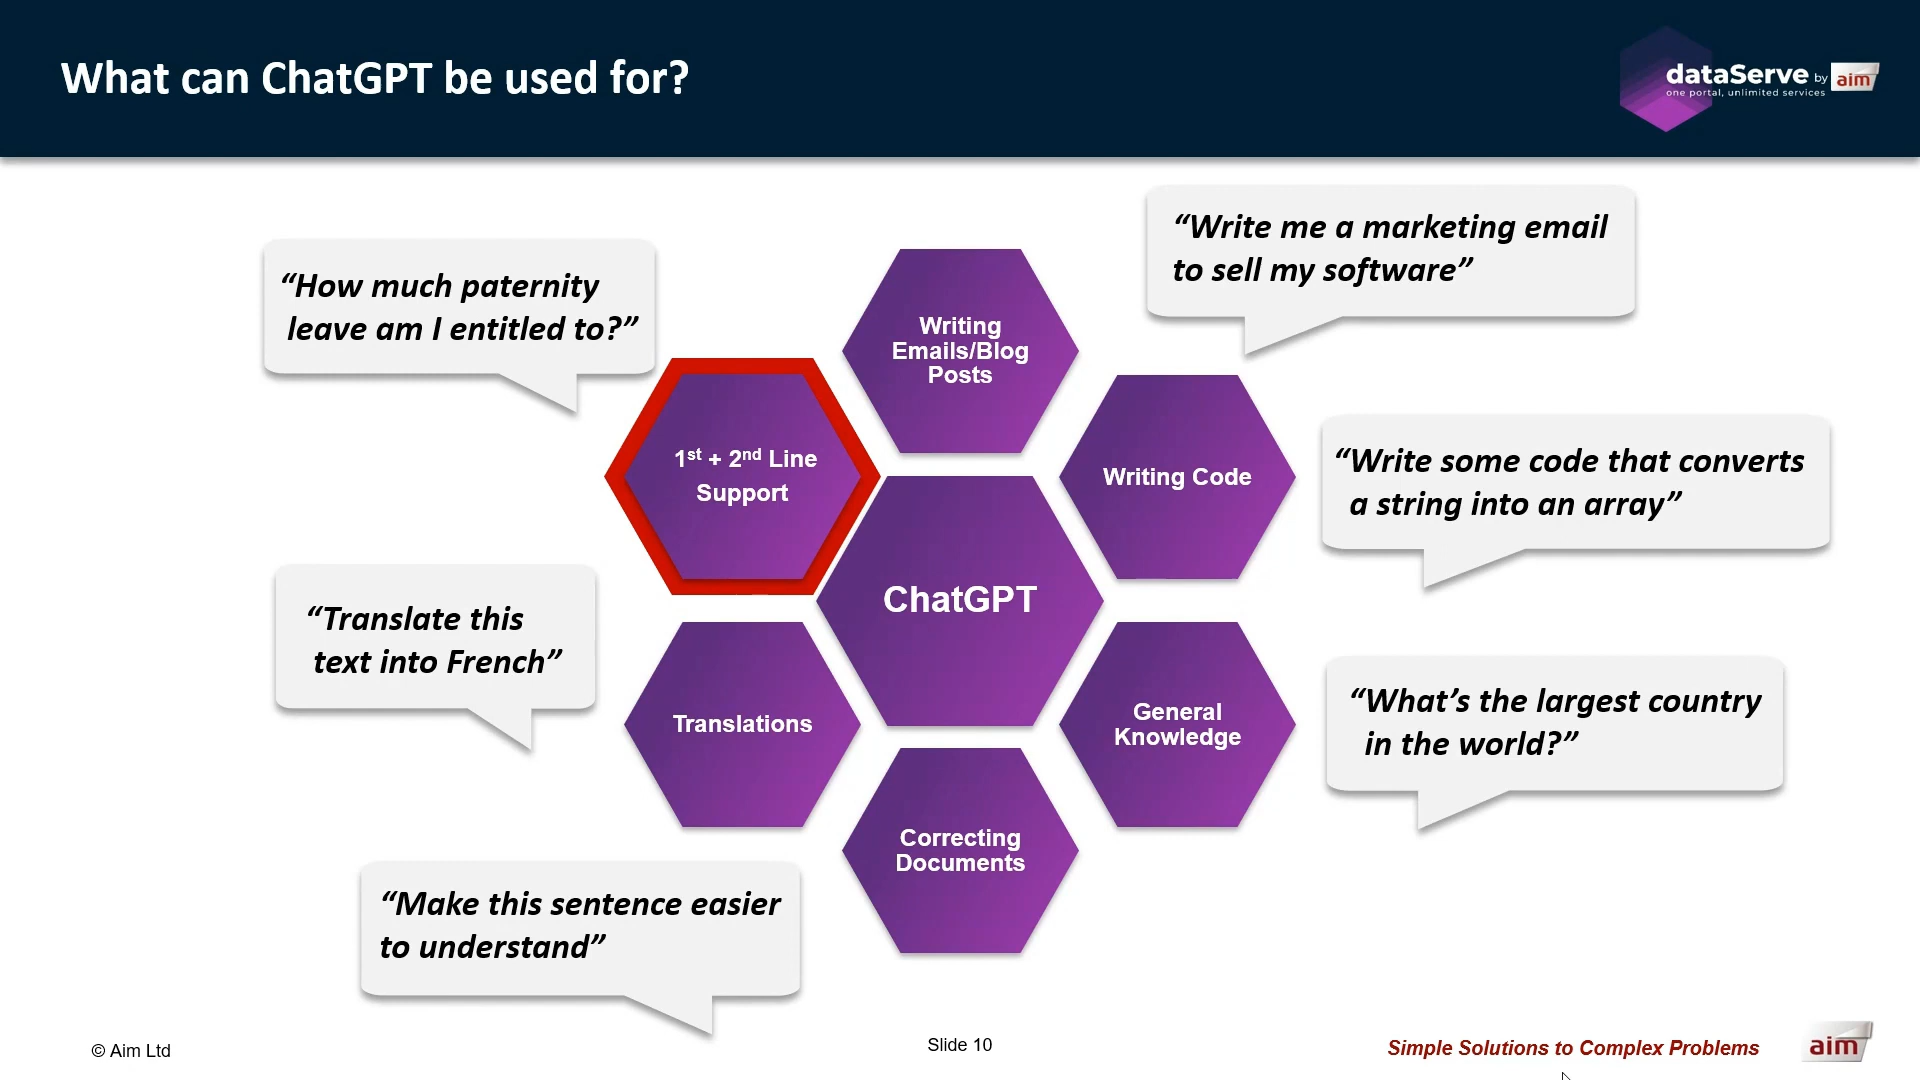 What can ChatGPT be used for?
dataServe by aim
one portal, unlimited services
“How much paternity
leave am I entitled to?”
“Write me a marketing email
to sell my software”
Writing
Emails/Blog
Posts
1st + 2nd Line
Support
Writing Code
“Write some code that converts
a string into an array”
ChatGPT
“Translate this
text into French”
Translations
General
Knowledge
“What’s the largest country
in the world?”
Correcting
Documents
“Make this sentence easier
to understand”
© Aim Ltd
Slide 10
Simple Solutions to Complex Problems
aim